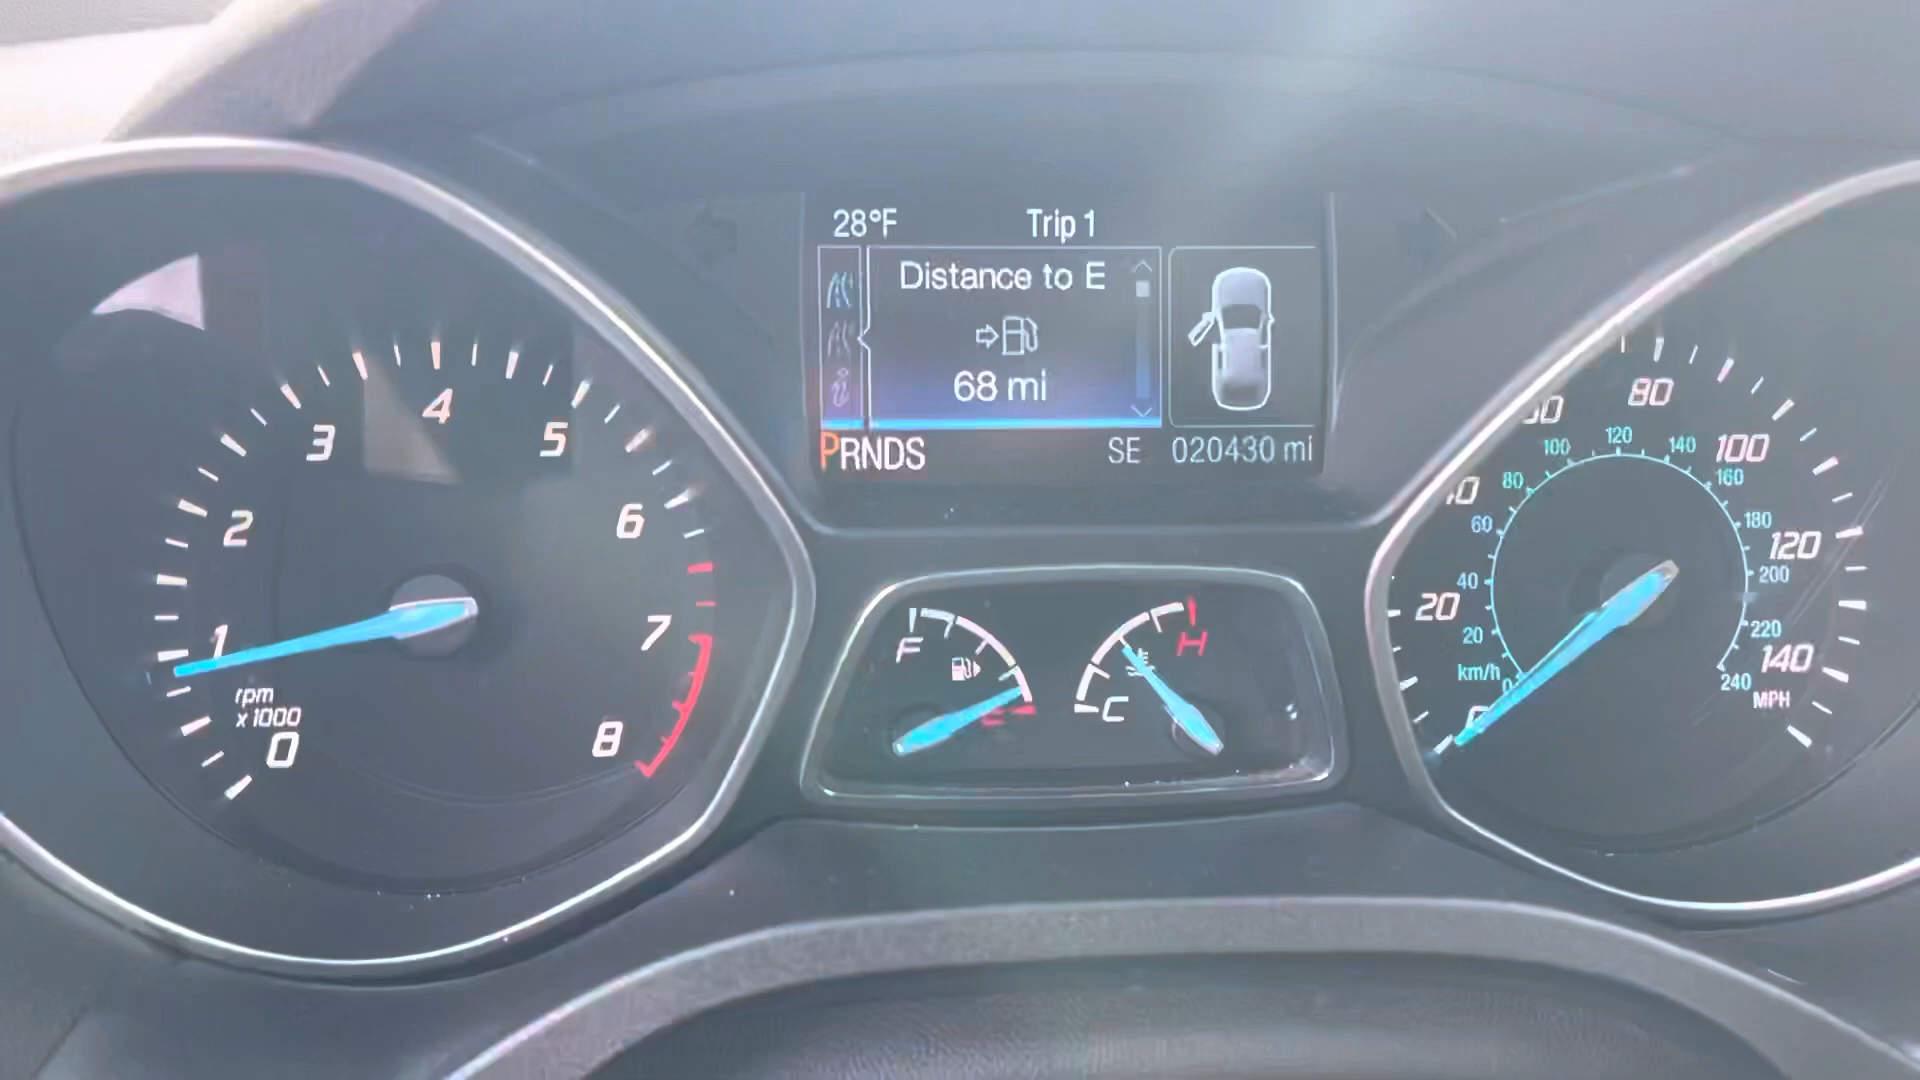 28°F Trip 1
Distance to E
68 mi
PRNDS SE 020430 mi
0 1 2 3 4 5 6 7 8
rpm
x1000
F E
C H
20 80 100 120 140
MPH
20 40 60 80 100 120 140 160 180 200 220 240
km/h